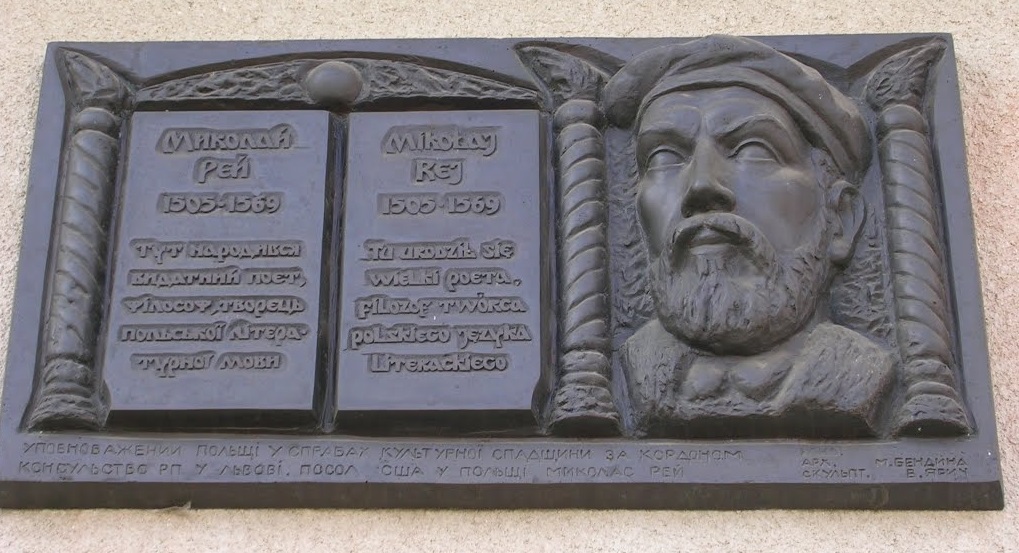 Миколай
Рей
1505-1569
тут народився
видатний поет,
філософ, творець
польської літера-
турної мови
Mikołaj
Rej
1505-1569
Tu urodził się
wielki poeta,
filozof, twórca
polskiego języka
literackiego
УПОВНОВАЖЕНИЙ ПОЛЬЩІ У СПРАВАХ КУЛЬТУРНОЇ СПАДЩИНИ ЗА КОРДОНОМ
КОНСУЛЬСТВО РП У ЛЬВОВІ. ПОСОЛ США У ПОЛЬЩІ МИКОЛАС РЕЙ
АРХ. М.БЕНДИНА
СКУЛЬПТ. В.ЯРИЧ